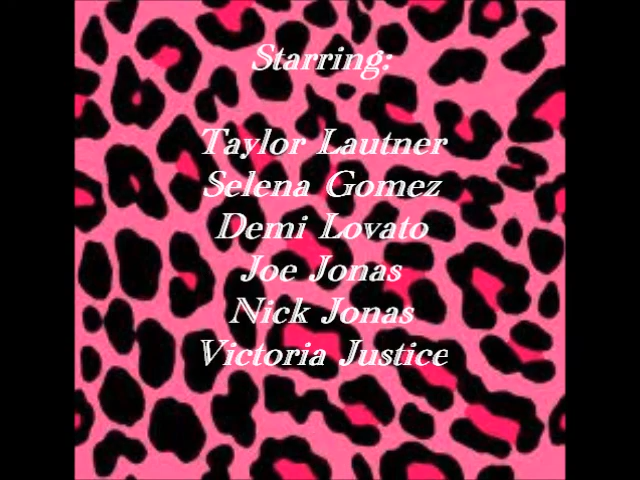 Starring:
Taylor Lautner
Selena Gomez
Demi Lovato
Joe Jonas
Nick Jonas
Victoria Justice